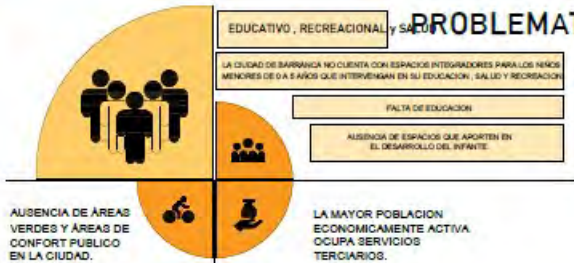 EDUCATIVO , RECREACIONAL y SALUD
PROBLEMAT
LA CIUDAD DE BARRANCA NO CUENTA CON ESPACIOS INTEGRADORES PARA LOS NIÑOS
MENORES DE 0 A 5 AÑOS QUE INTERVENGAN EN SU EDUCACION , SALUD Y RECREACION
FALTA DE EDUCACION
AUSENCIA DE ESPACIOS QUE APORTEN EN
EL DESARROLLO DEL INFANTE.
AUSENCIA DE ÁREAS
VERDES Y ÁREAS DE
CONFORT PUBLICO
EN LA CIUDAD.
LA MAYOR POBLACION
ECONOMICAMENTE ACTIVA
OCUPA SERVICIOS
TERCIARIOS.